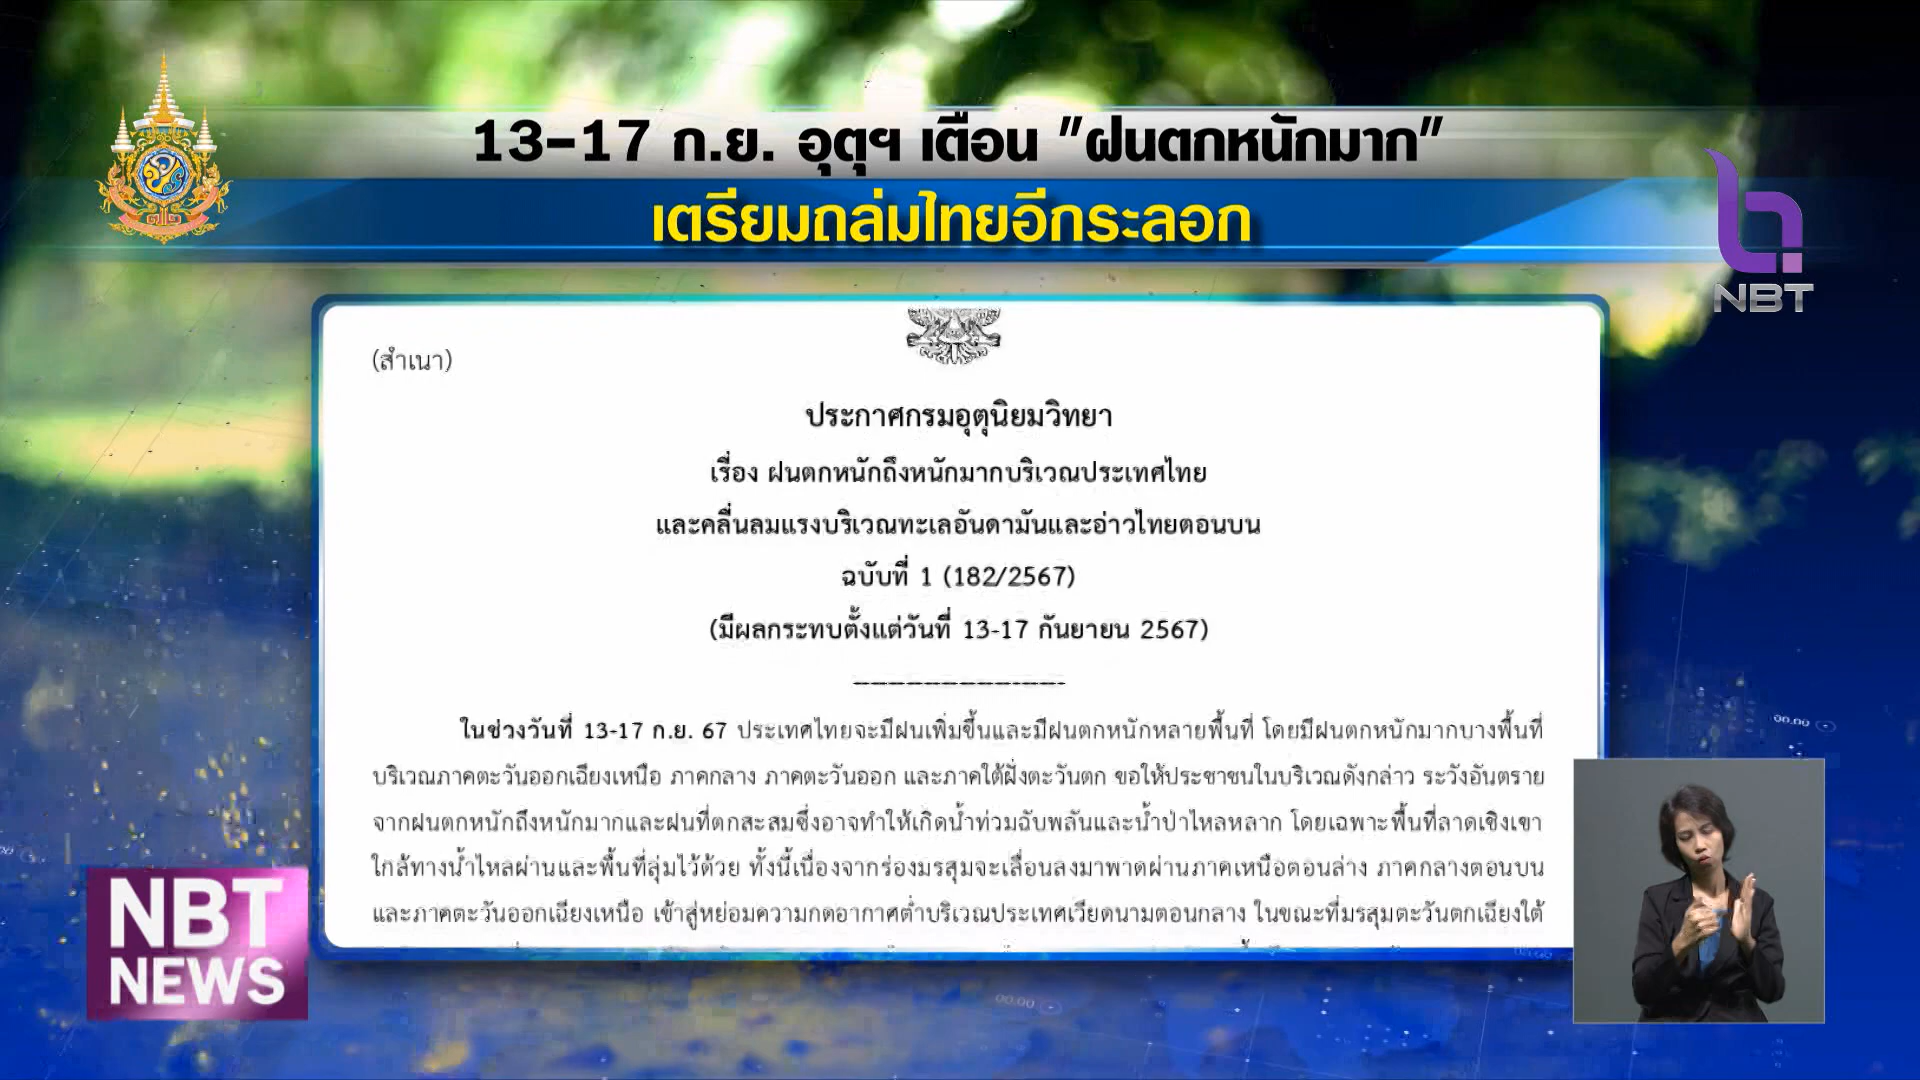 13-17 ก.ย. อุตุฯ เตือน "ฝนตกหนักมาก"
เตรียมถล่มไทยอีกระลอก
NBT
(สำเนา)
ประกาศกรมอุตุนิยมวิทยา
เรื่อง ฝนตกหนักถึงหนักมากบริเวณประเทศไทย
และคลื่นลมแรงบริเวณทะเลอันดามันและอ่าวไทยตอนบน
ฉบับที่ 1 (182/2567)
(มีผลกระทบตั้งแต่วันที่ 13-17 กันยายน 2567)
ในช่วงวันที่ 13-17 ก.ย. 67 ประเทศไทยจะมีฝนเพิ่มขึ้นและมีฝนตกหนักหลายพื้นที่ โดยมีฝนตกหนักมากบางพื้นที่
บริเวณภาคตะวันออกเฉียงเหนือ ภาคกลาง ภาคตะวันออก และภาคใต้ฝั่งตะวันตก ขอให้ประชาชนในบริเวณดังกล่าว ระวังอันตราย
จากฝนตกหนักถึงหนักมากและฝนที่ตกสะสมซึ่งอาจทำให้เกิดน้ำท่วมฉับพลันและน้ำป่าไหลหลาก โดยเฉพาะพื้นที่ลาดเชิงเขา
ใกล้ทางน้ำไหลผ่านและพื้นที่ลุ่มไว้ด้วย ทั้งนี้เนื่องจากร่องมรสุมจะเลื่อนลงมาพาดผ่านภาคเหนือตอนล่าง ภาคกลางตอนบน
และภาคตะวันออกเฉียงเหนือ เข้าสู่หย่อมความกดอากาศต่ำบริเวณประเทศเวียดนามตอนกลาง ในขณะที่มรสุมตะวันตกเฉียงใต้
NBT
NEWS